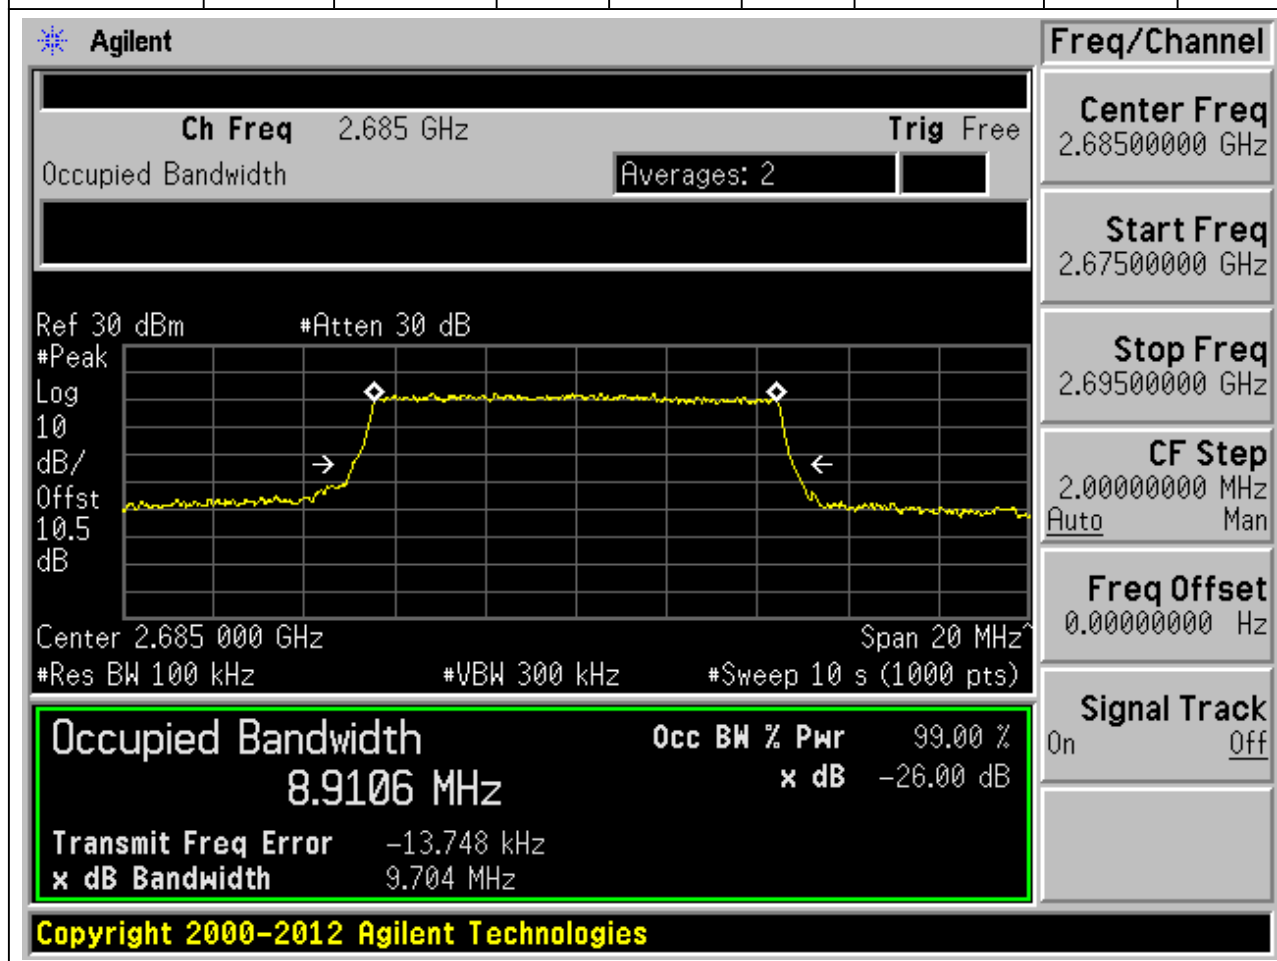 Agilent
Freq/Channel
Ch Freq 2.685 GHz Trig Free
Occupied Bandwidth Averages: 2
Center Freq
2.68500000 GHz
Start Freq
2.67500000 GHz
Stop Freq
2.69500000 GHz
CF Step
2.00000000 MHz
Auto Man
Freq Offset
0.00000000 Hz
Signal Track
On Off
Ref 30 dBm #Atten 30 dB
#Peak
Log
10
dB/
Offst
10.5
dB
Center 2.685 000 GHz Span 20 MHz^
#Res BW 100 kHz #VBW 300 kHz #Sweep 10 s (1000 pts)
Occupied Bandwidth Occ BW % Pwr 99.00 %
8.9106 MHz x dB -26.00 dB
Transmit Freq Error -13.748 kHz
x dB Bandwidth 9.704 MHz
Copyright 2000-2012 Agilent Technologies